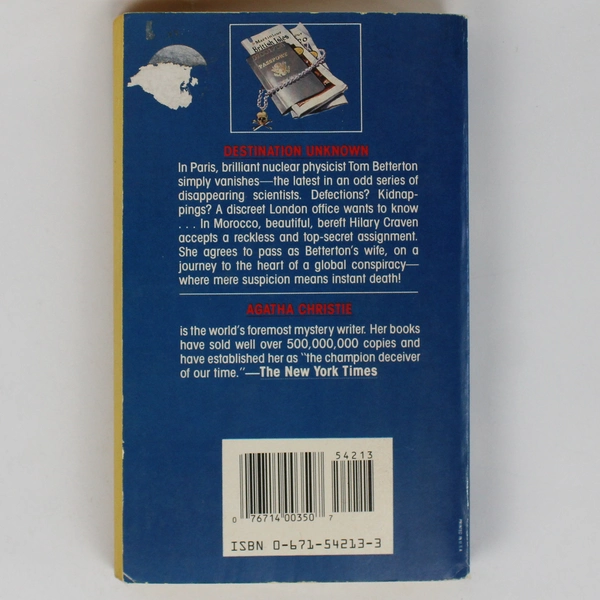 British Isles
PASSPORT
DESTINATION UNKNOWN
In Paris, brilliant nuclear physicist Tom Betterton
simply vanishes—the latest in an odd series of
disappearing scientists. Defections? Kidnap-
pings? A discreet London office wants to know
. . . In Morocco, beautiful, bereft Hilary Craven
accepts a reckless and top-secret assignment.
She agrees to pass as Betterton's wife, on a
journey to the heart of a global conspiracy—
where mere suspicion means instant death!
AGATHA CHRISTIE
is the world's foremost mystery writer. Her books
have sold well over 500,000,000 copies and
have established her as "the champion deceiver
of our time."—The New York Times
54213
0 76714 00350 7
ISBN 0-671-54213-3